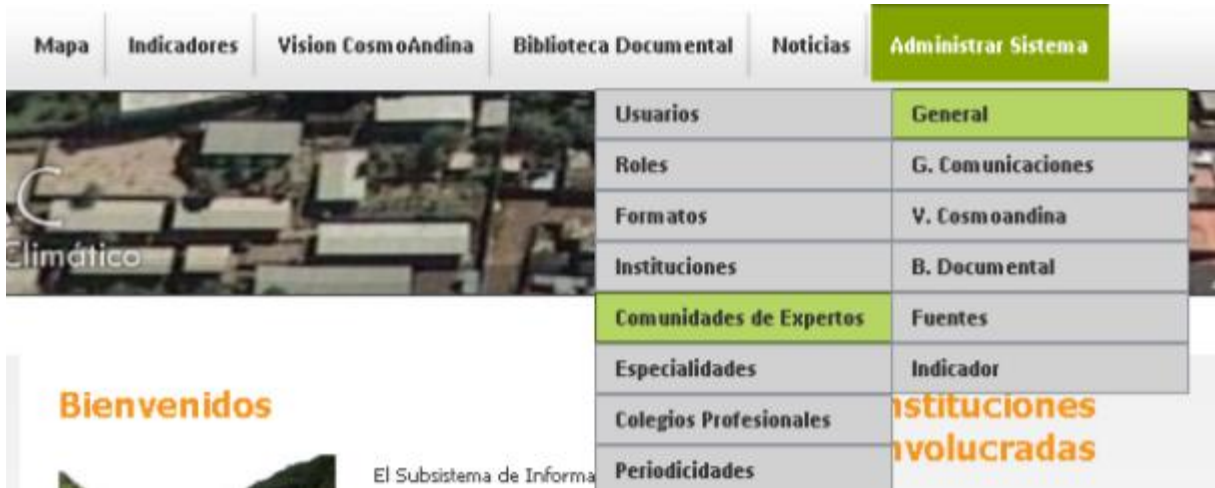 Mapa
Indicadores
Vision CosmoAndina
Biblioteca Documental
Noticias
Administrar Sistema
Usuarios
Roles
Formatos
Instituciones
Comunidades de Expertos
Especialidades
Colegios Profesionales
Periodicidades
General
G. Comunicaciones
V. Cosmoandina
B. Documental
Fuentes
Indicador
C
Climático
Bienvenidos
El Subsistema de Informa
nstituciones
nvolucradas